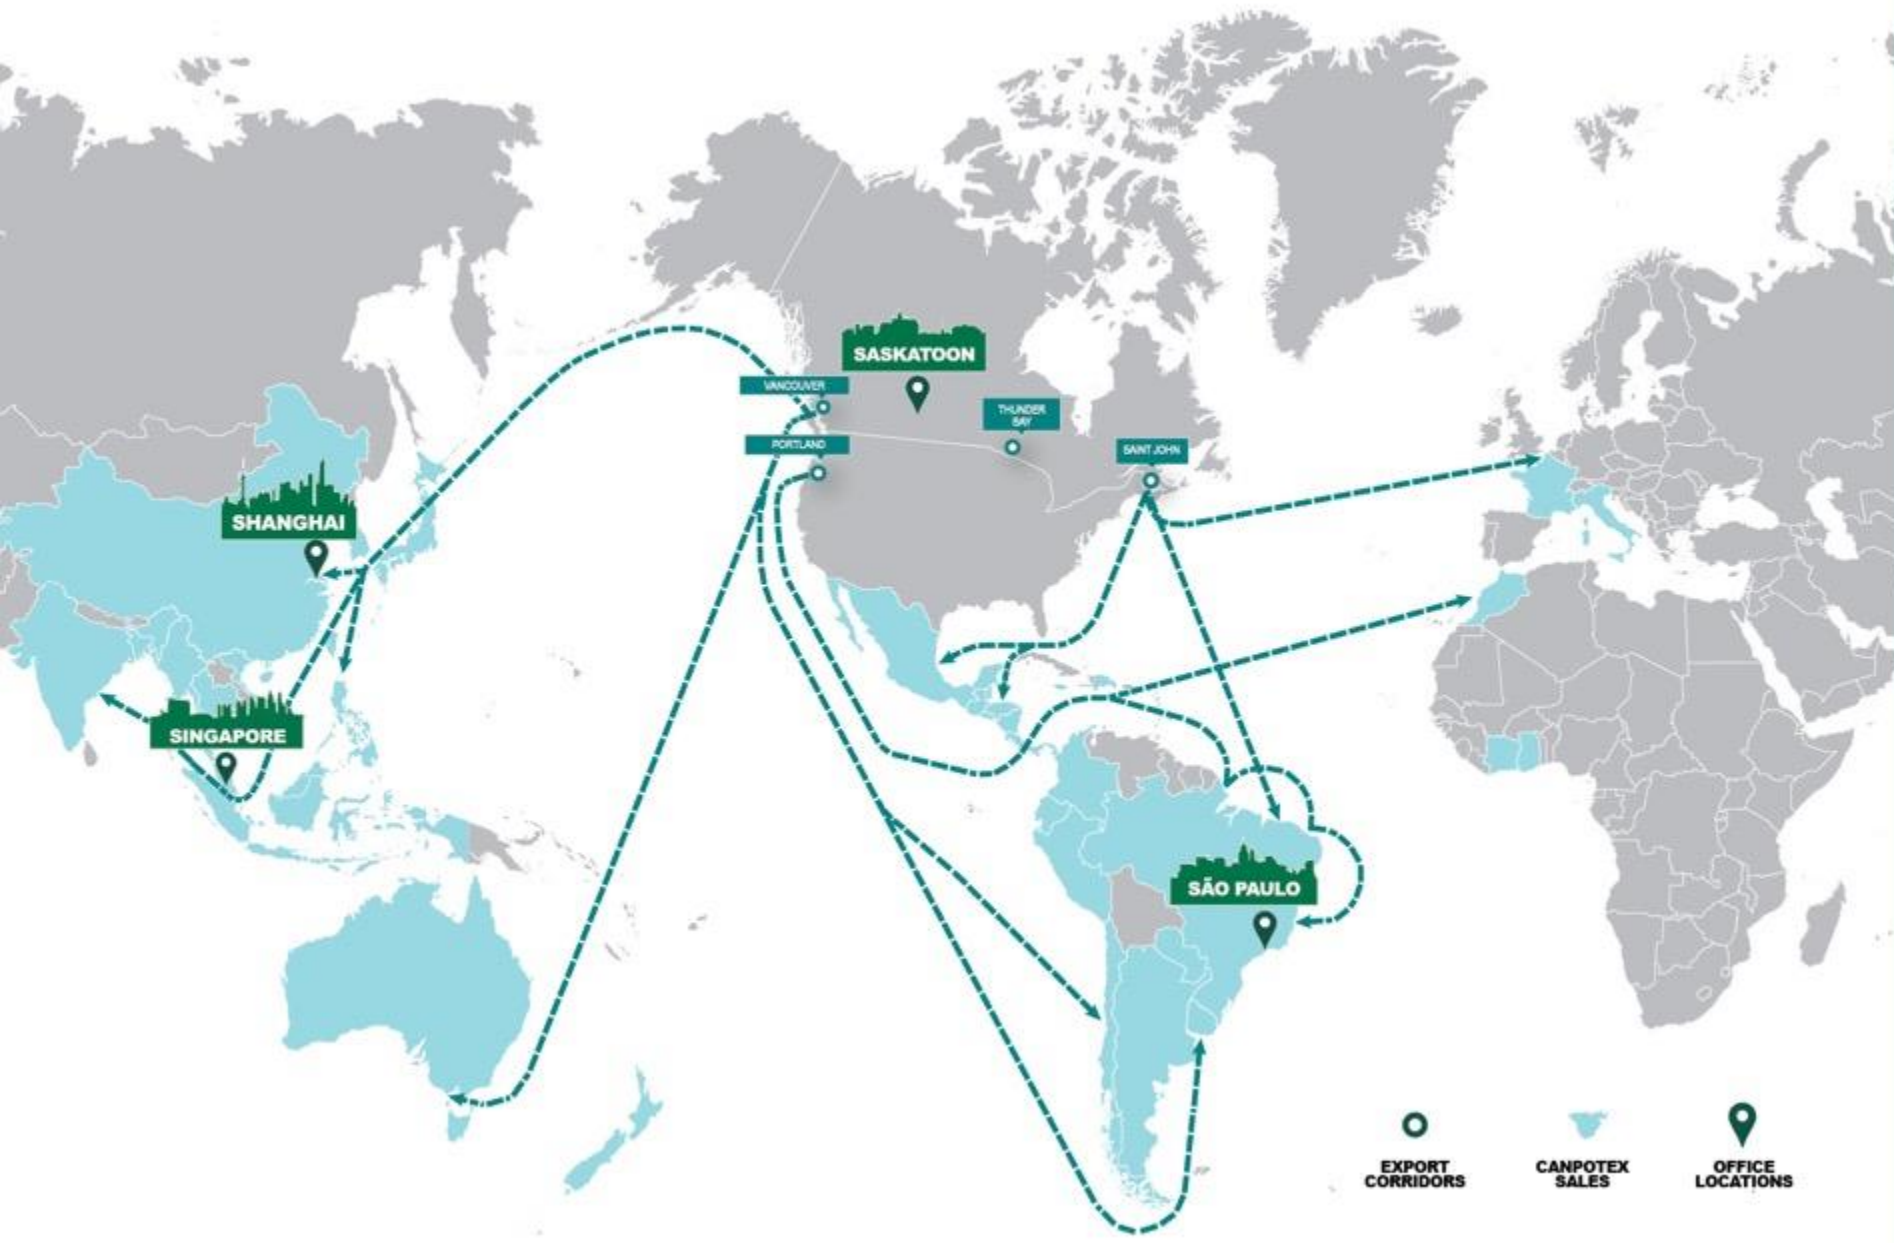 SASKATOON
VANCOUVER
THUNDER
BAY
PORTLAND
SAINT JOHN
SHANGHAI
SINGAPORE
SÃO PAULO
EXPORT
CORRIDORS
CANPOTEX
SALES
OFFICE
LOCATIONS